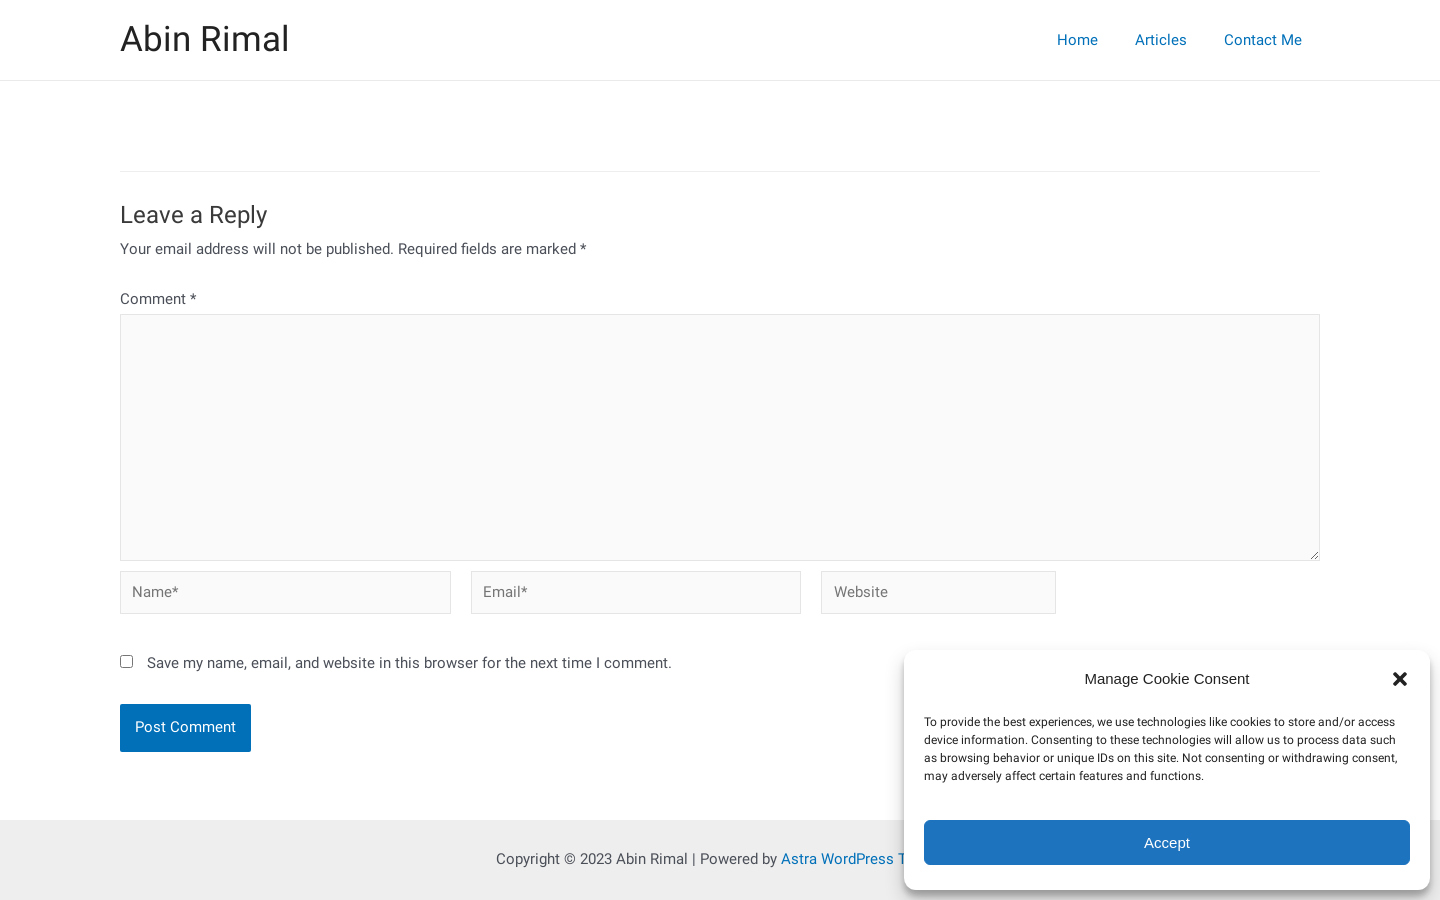 Abin Rimal
Home
Articles
Contact Me
Leave a Reply
Your email address will not be published. Required fields are marked *
Comment *
Name*
Email*
Website
Save my name, email, and website in this browser for the next time I comment.
Post Comment
Copyright © 2023 Abin Rimal | Powered by Astra WordPress
Manage Cookie Consent
To provide the best experiences, we use technologies like cookies to store and/or access
device information. Consenting to these technologies will allow us to process data such
as browsing behavior or unique IDs on this site. Not consenting or withdrawing consent,
may adversely affect certain features and functions.
Accept